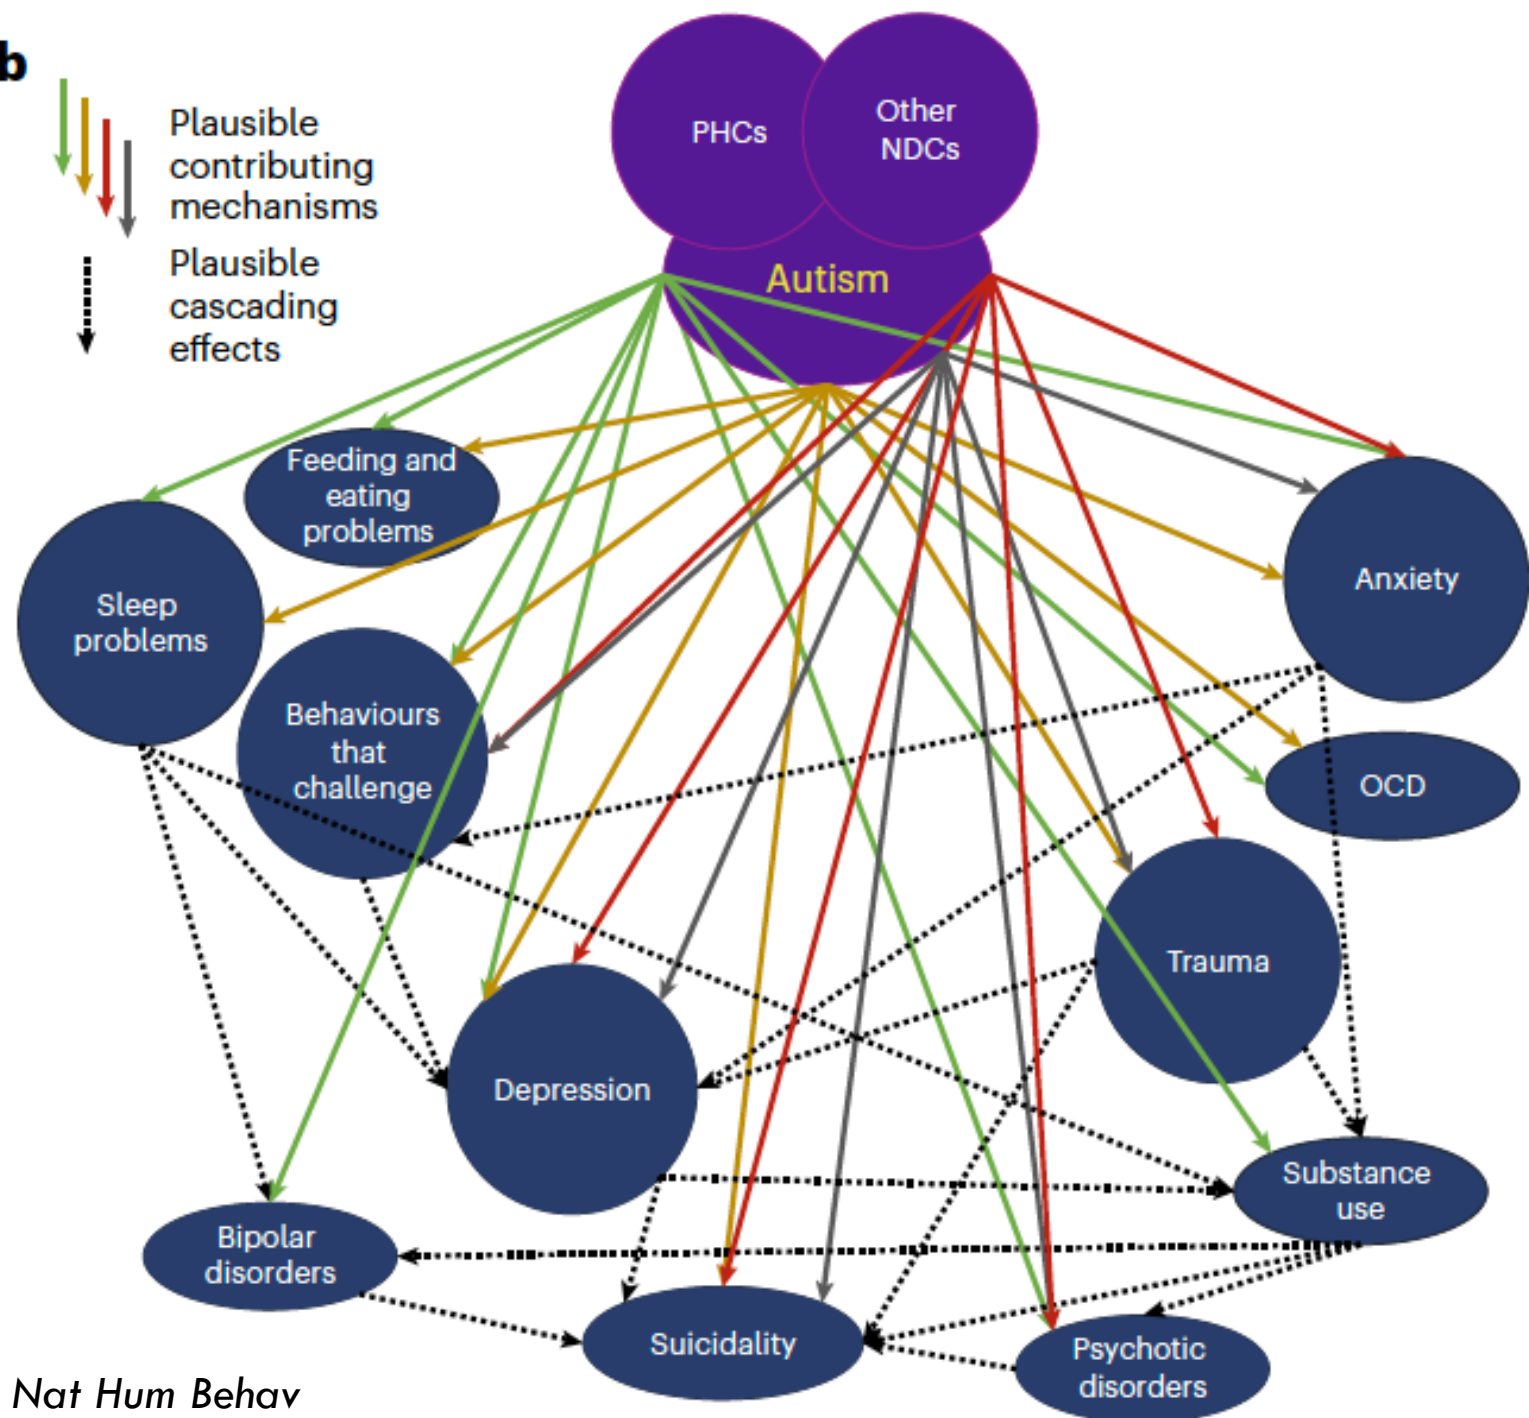 b
Plausible
contributing
mechanisms
Plausible
cascading
effects
PHCs
Other
NDCs
Autism
Feeding and
eating
problems
Sleep
problems
Anxiety
Behaviours
that
challenge
OCD
Trauma
Depression
Substance
use
Bipolar
disorders
Suicidality
Psychotic
disorders
Nat Hum Behav